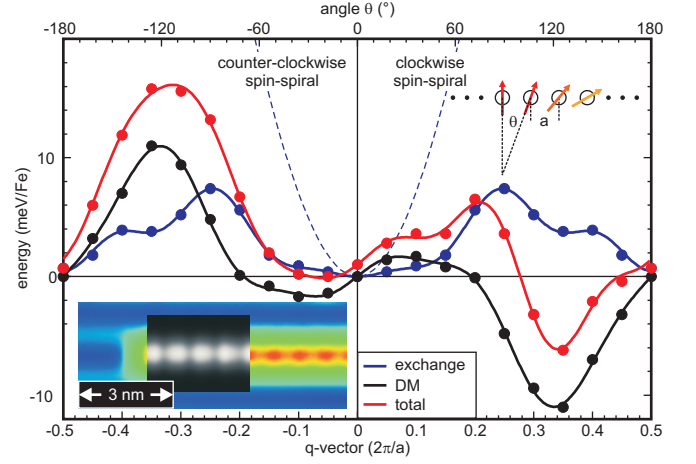 angle θ (°)
-180 -120 -60 0 60 120 180
counter-clockwise clockwise
spin-spiral spin-spiral
θ a
energy (meV/Fe)
10
0
-10
3 nm
exchange
DM
total
-0.5 -0.4 -0.3 -0.2 -0.1 0 0.1 0.2 0.3 0.4 0.5
q-vector (2π/a)